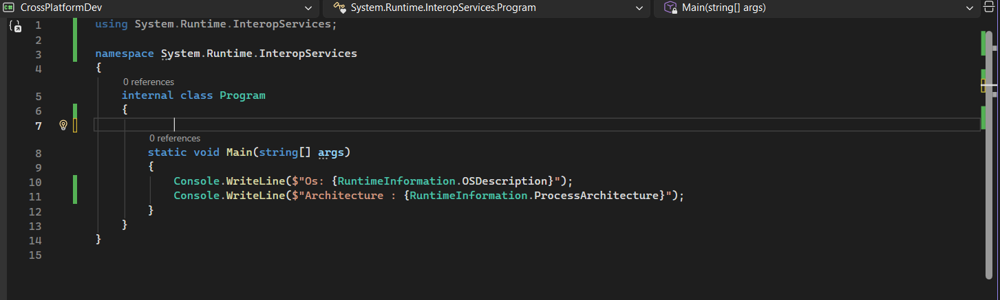 CrossPlatformDev System.Runtime.InteropServices.Program Main(string[] args)
1 using System.Runtime.InteropServices;
2
3 namespace System.Runtime.InteropServices
4 {
0 references
5 internal class Program
6 {
7
0 references
8 static void Main(string[] args)
9 {
10 Console.WriteLine($"Os: {RuntimeInformation.OSDescription}");
11 Console.WriteLine($"Architecture : {RuntimeInformation.ProcessArchitecture}");
12 }
13 }
14 }
15